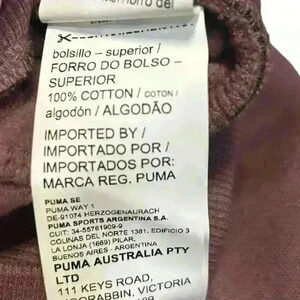 bolsillo – superior /
FORRO DO BOLSO –
SUPERIOR
100% COTTON / COTON /
algodón / ALGODÃO
IMPORTED BY /
IMPORTADO POR /
IMPORTADOS POR:
MARCA REG. PUMA
PUMA SE
PUMA WAY 1
DE-91074 HERZOGENAURACH
PUMA SPORTS ARGENTINA S.A.
CUIT: 34-55761909-9
COLINAS DEL NORTE 1381, EDIFICIO 3
LA LONJA (1669) PILAR,
BUENOS AIRES - ARGENTINA
PUMA AUSTRALIA PTY
LTD
111 KEYS ROAD,
VICTORIA